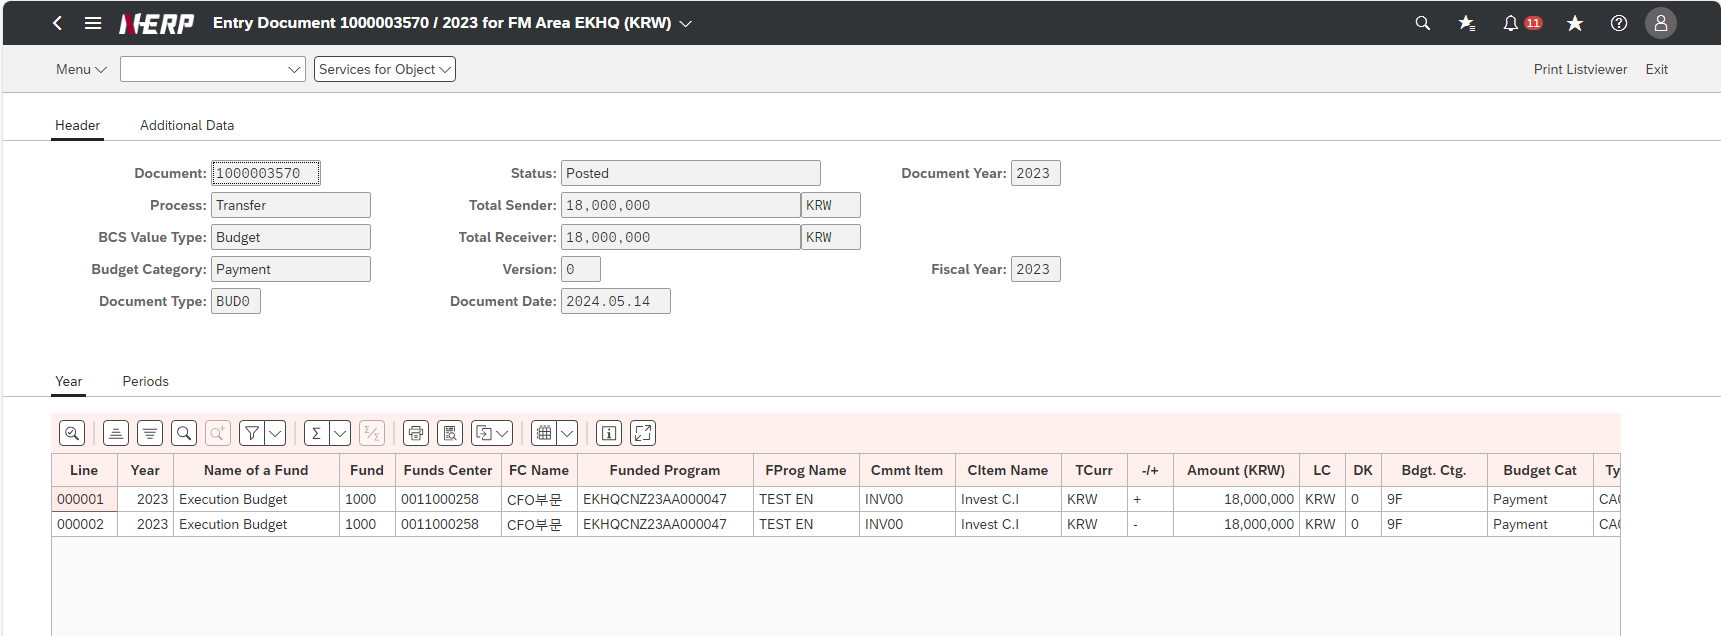 HERP Entry Document 1000003570 / 2023 for FM Area EKHQ (KRW) 11
Menu Services for Object Print Listviewer Exit
Header Additional Data
Document: 1000003570 Status: Posted Document Year: 2023
Process: Transfer Total Sender: 18,000,000 KRW
BCS Value Type: Budget Total Receiver: 18,000,000 KRW
Budget Category: Payment Version: 0 Fiscal Year: 2023
Document Type: BUD0 Document Date: 2024.05.14
Year Periods
Line Year Name of a Fund Fund Funds Center FC Name Funded Program FProg Name Cmmt Item CItem Name TCurr -/+ Amount (KRW) LC DK Bdgt. Ctg. Budget Cat Ty
000001 2023 Execution Budget 1000 0011000258 CFO부문 EKHQCNZ23AA000047 TEST EN INV00 Invest C.I KRW + 18,000,000 KRW 0 9F Payment CA
000002 2023 Execution Budget 1000 0011000258 CFO부문 EKHQCNZ23AA000047 TEST EN INV00 Invest C.I KRW - 18,000,000 KRW 0 9F Payment CA